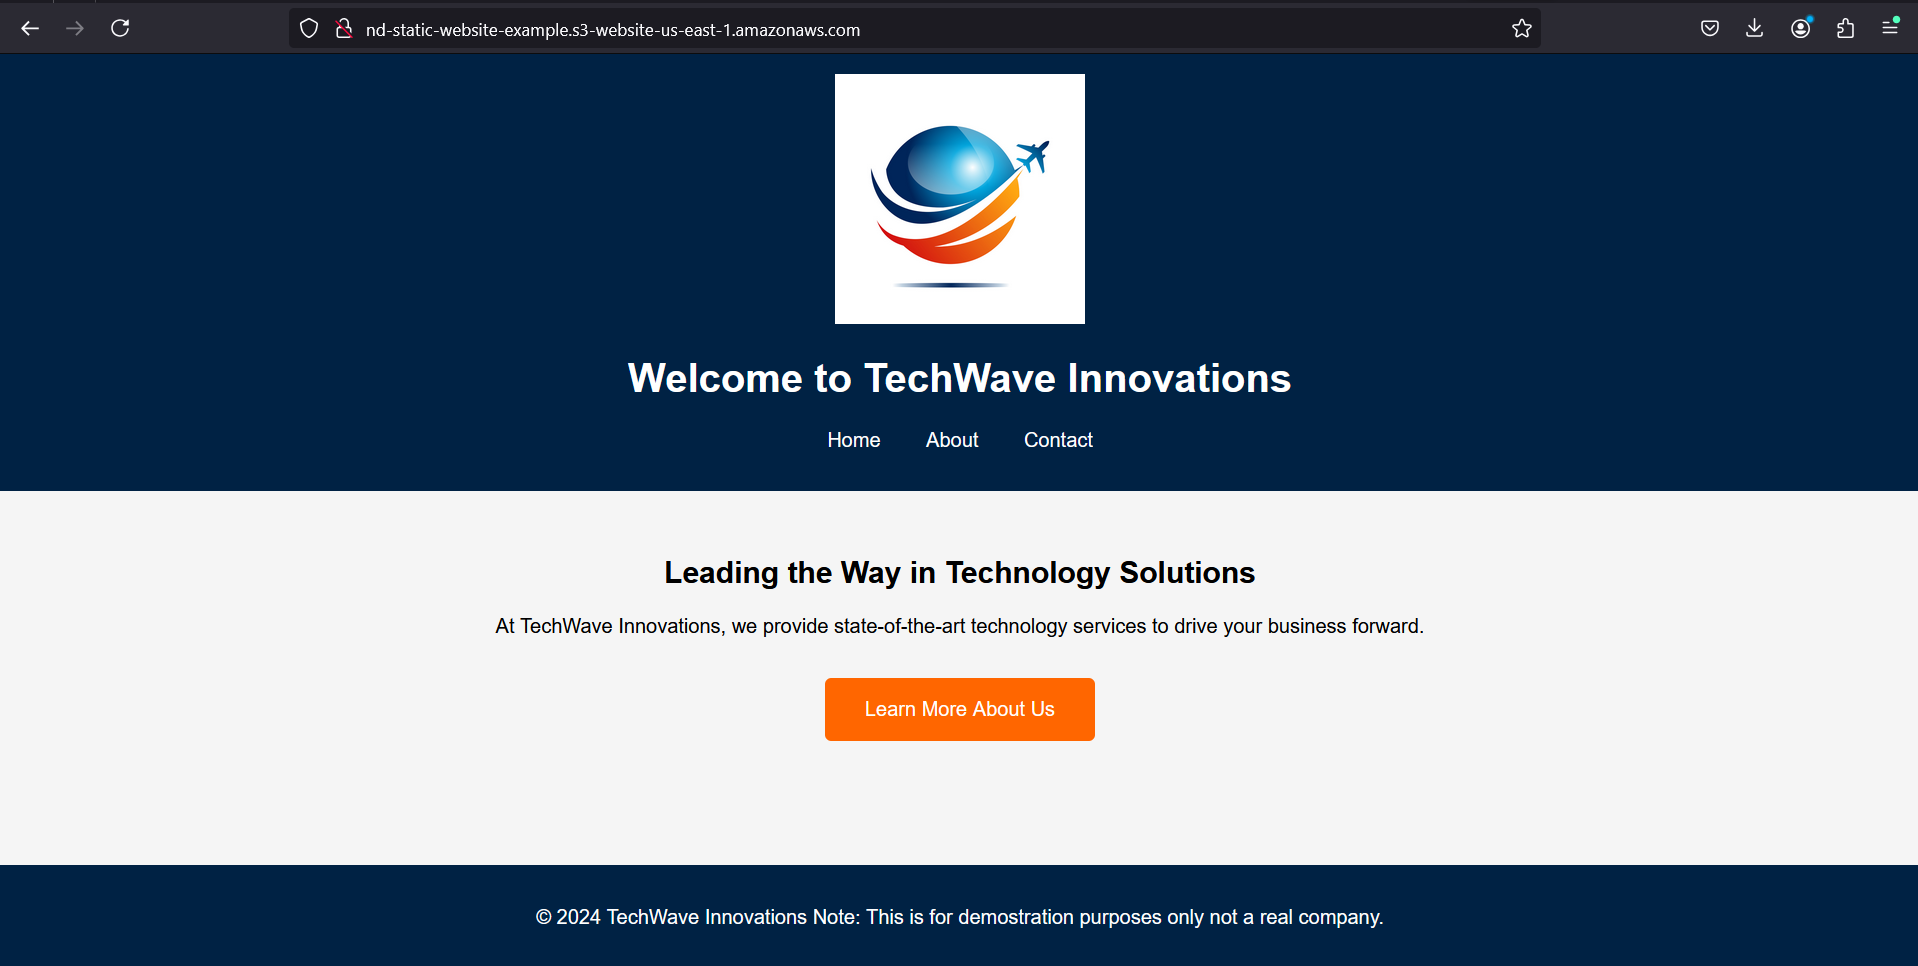 nd-static-website-example.s3-website-us-east-1.amazonaws.com
Welcome to TechWave Innovations
Home About Contact
Leading the Way in Technology Solutions
At TechWave Innovations, we provide state-of-the-art technology services to drive your business forward.
Learn More About Us
© 2024 TechWave Innovations Note: This is for demostration purposes only not a real company.